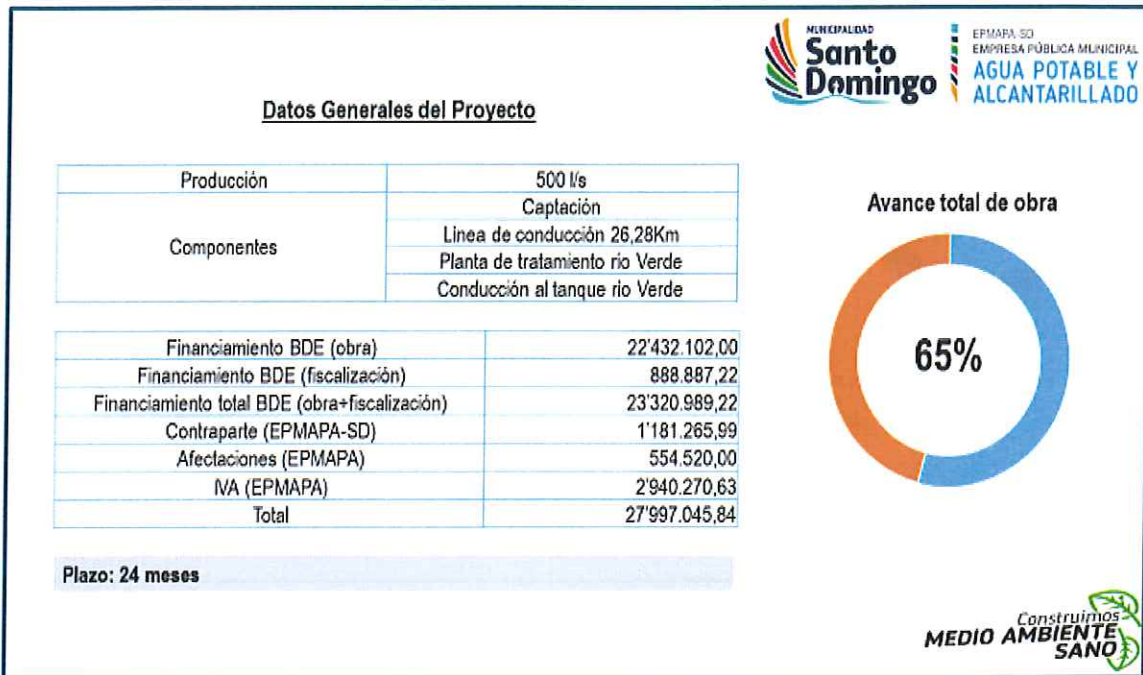 MUNICIPALIDAD
Santo
Domingo
EPMAPA-SD
EMPRESA PÚBLICA MUNICIPAL
AGUA POTABLE Y
ALCANTARILLADO
Datos Generales del Proyecto
Producción 500 l/s
Componentes
Captación
Linea de conducción 26,28Km
Planta de tratamiento rio Verde
Conducción al tanque rio Verde
Financiamiento BDE (obra) 22'432.102,00
Financiamiento BDE (fiscalización) 888.887,22
Financiamiento total BDE (obra+fiscalización) 23'320.989,22
Contraparte (EPMAPA-SD) 1'181.265,99
Afectaciones (EPMAPA) 554.520,00
IVA (EPMAPA) 2'940.270,63
Total 27'997.045,84
Plazo: 24 meses
Avance total de obra
65%
Construimos
MEDIO AMBIENTE
SANO